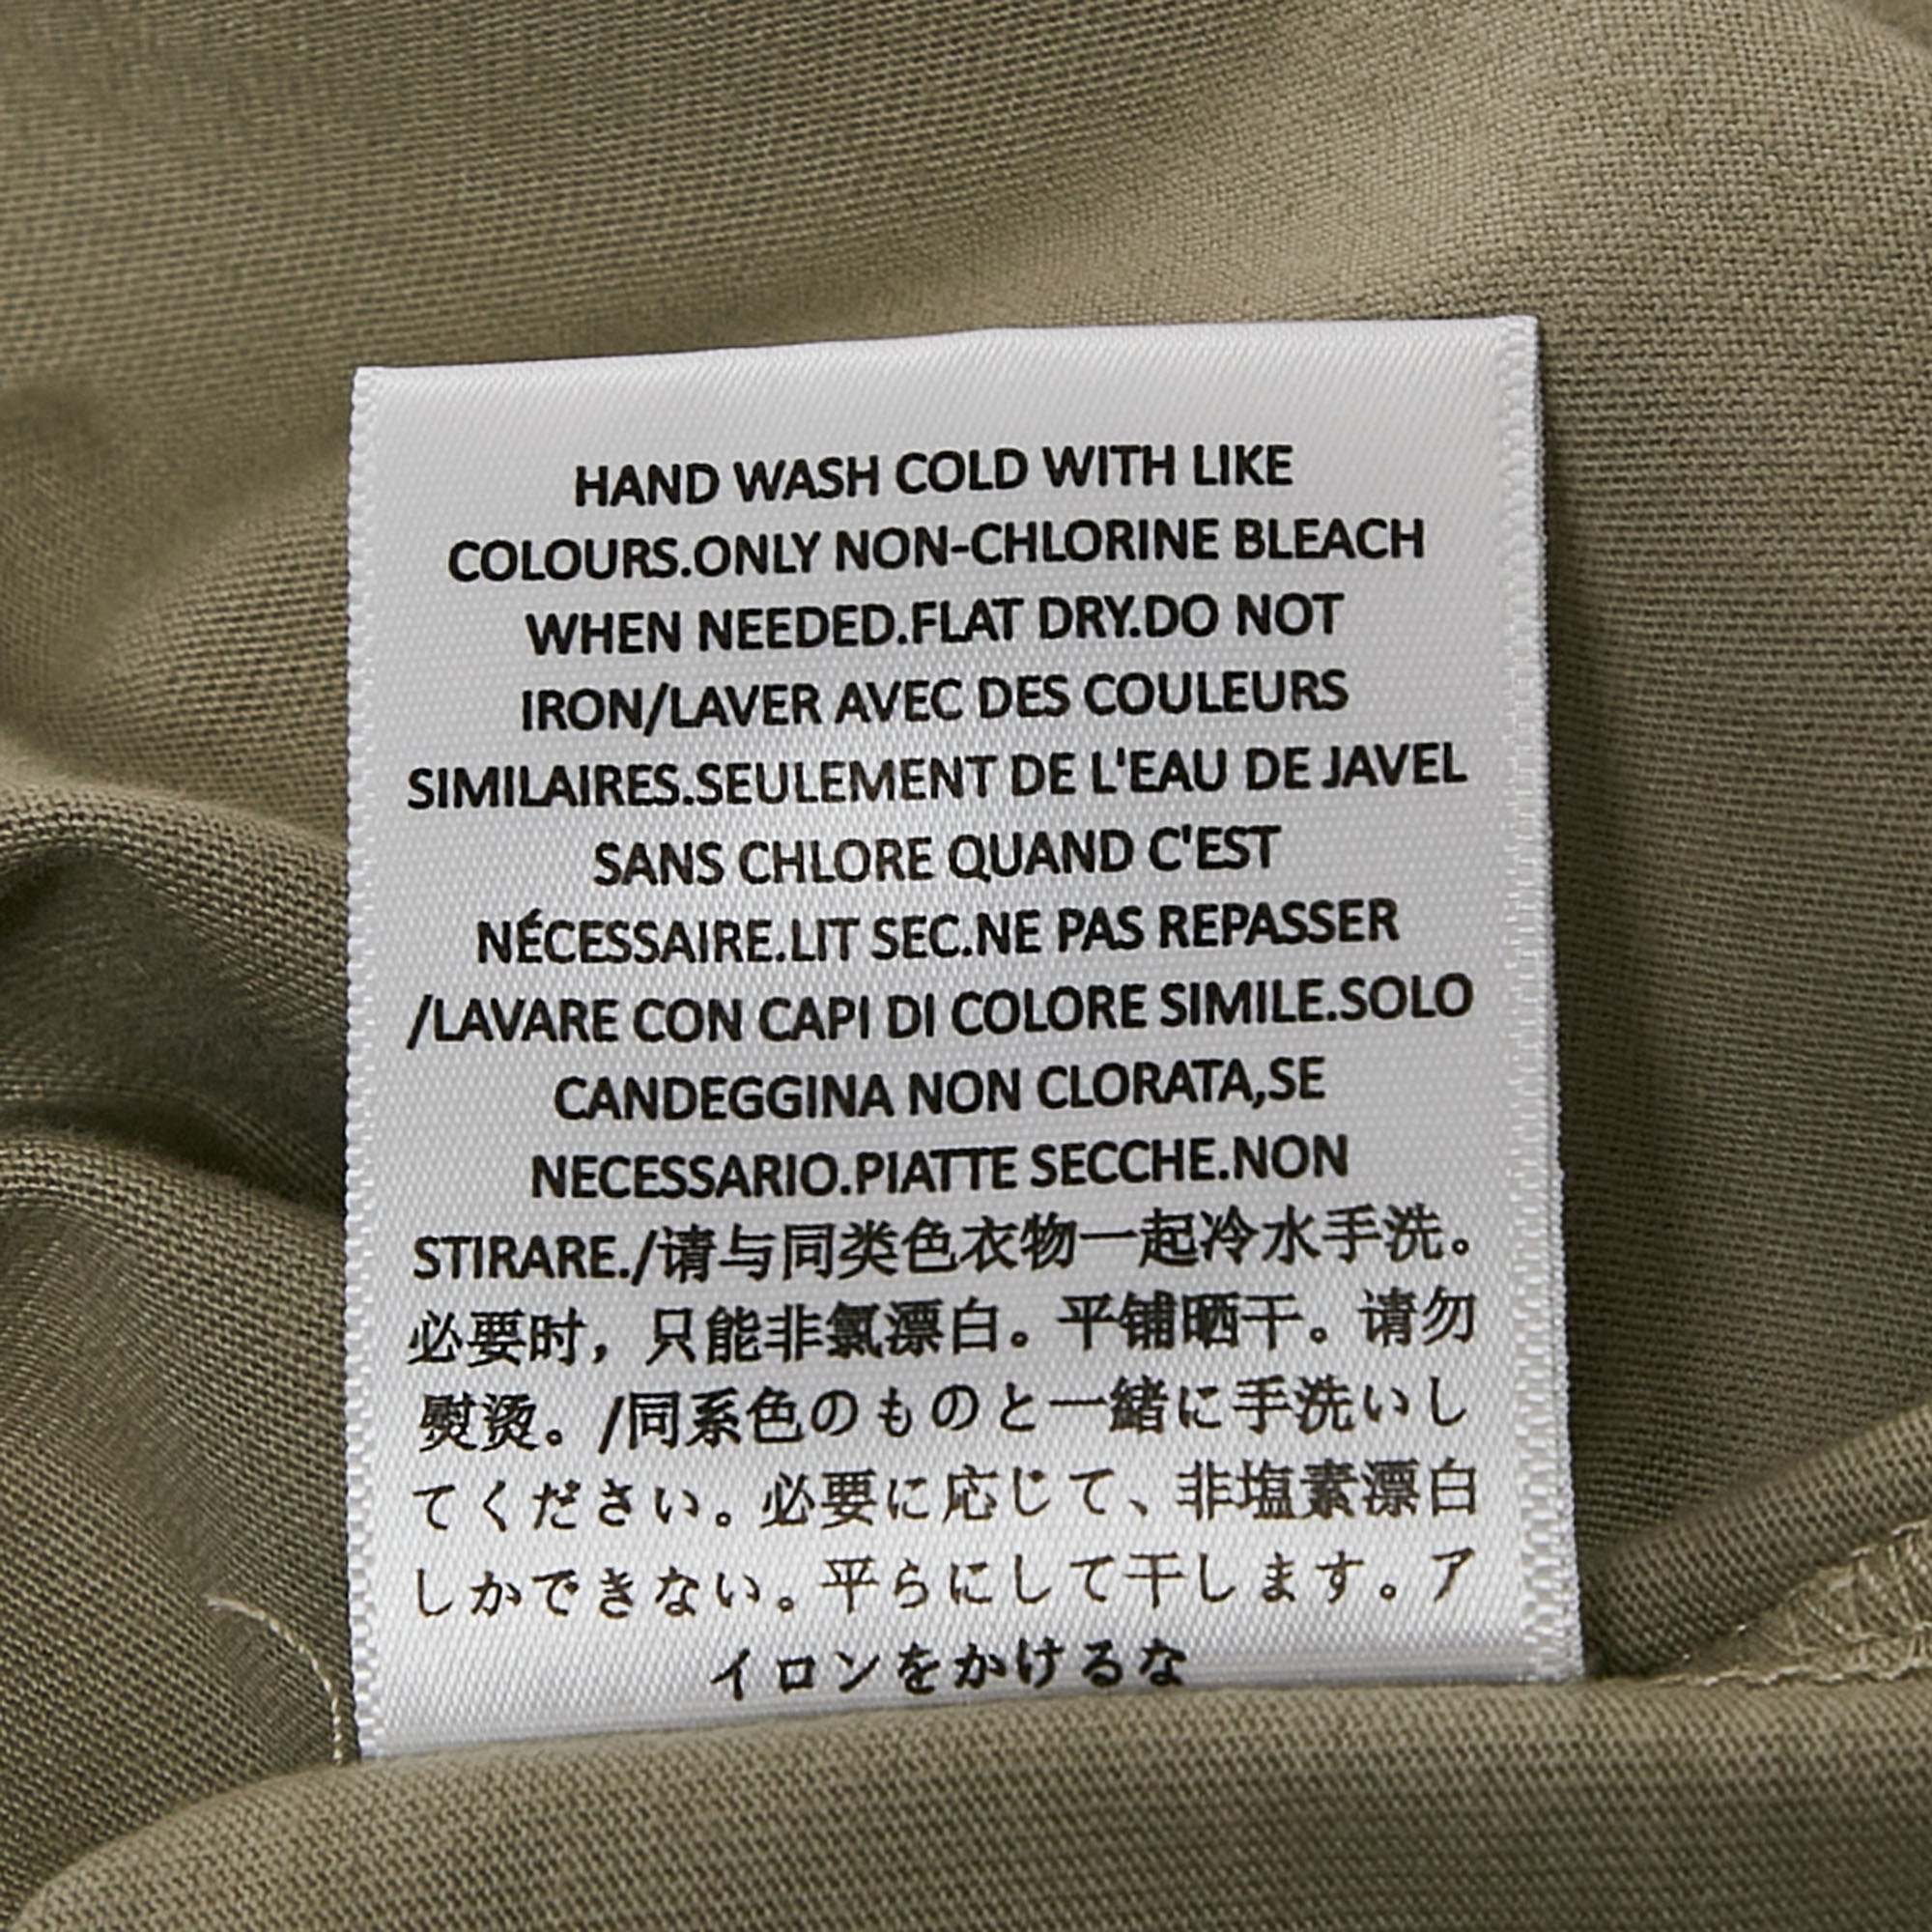 HAND WASH COLD WITH LIKE
COLOURS.ONLY NON-CHLORINE BLEACH
WHEN NEEDED.FLAT DRY.DO NOT
IRON/LAVER AVEC DES COULEURS
SIMILAIRES.SEULEMENT DE L'EAU DE JAVEL
SANS CHLORE QUAND C'EST
NÉCESSAIRE.LIT SEC.NE PAS REPASSER
/LAVARE CON CAPI DI COLORE SIMILE.SOLO
CANDEGGINA NON CLORATA,SE
NECESSARIO.PIATTE SECCHE.NON
STIRARE./请与同类色衣物一起冷水手洗。
必要时，只能非氯漂白。平铺晒干。请勿
熨烫。/同系色のものと一緒に手洗いし
てください。必要に応じて、非塩素漂白
しかできない。平らにして干します。ア
イロンをかけるな